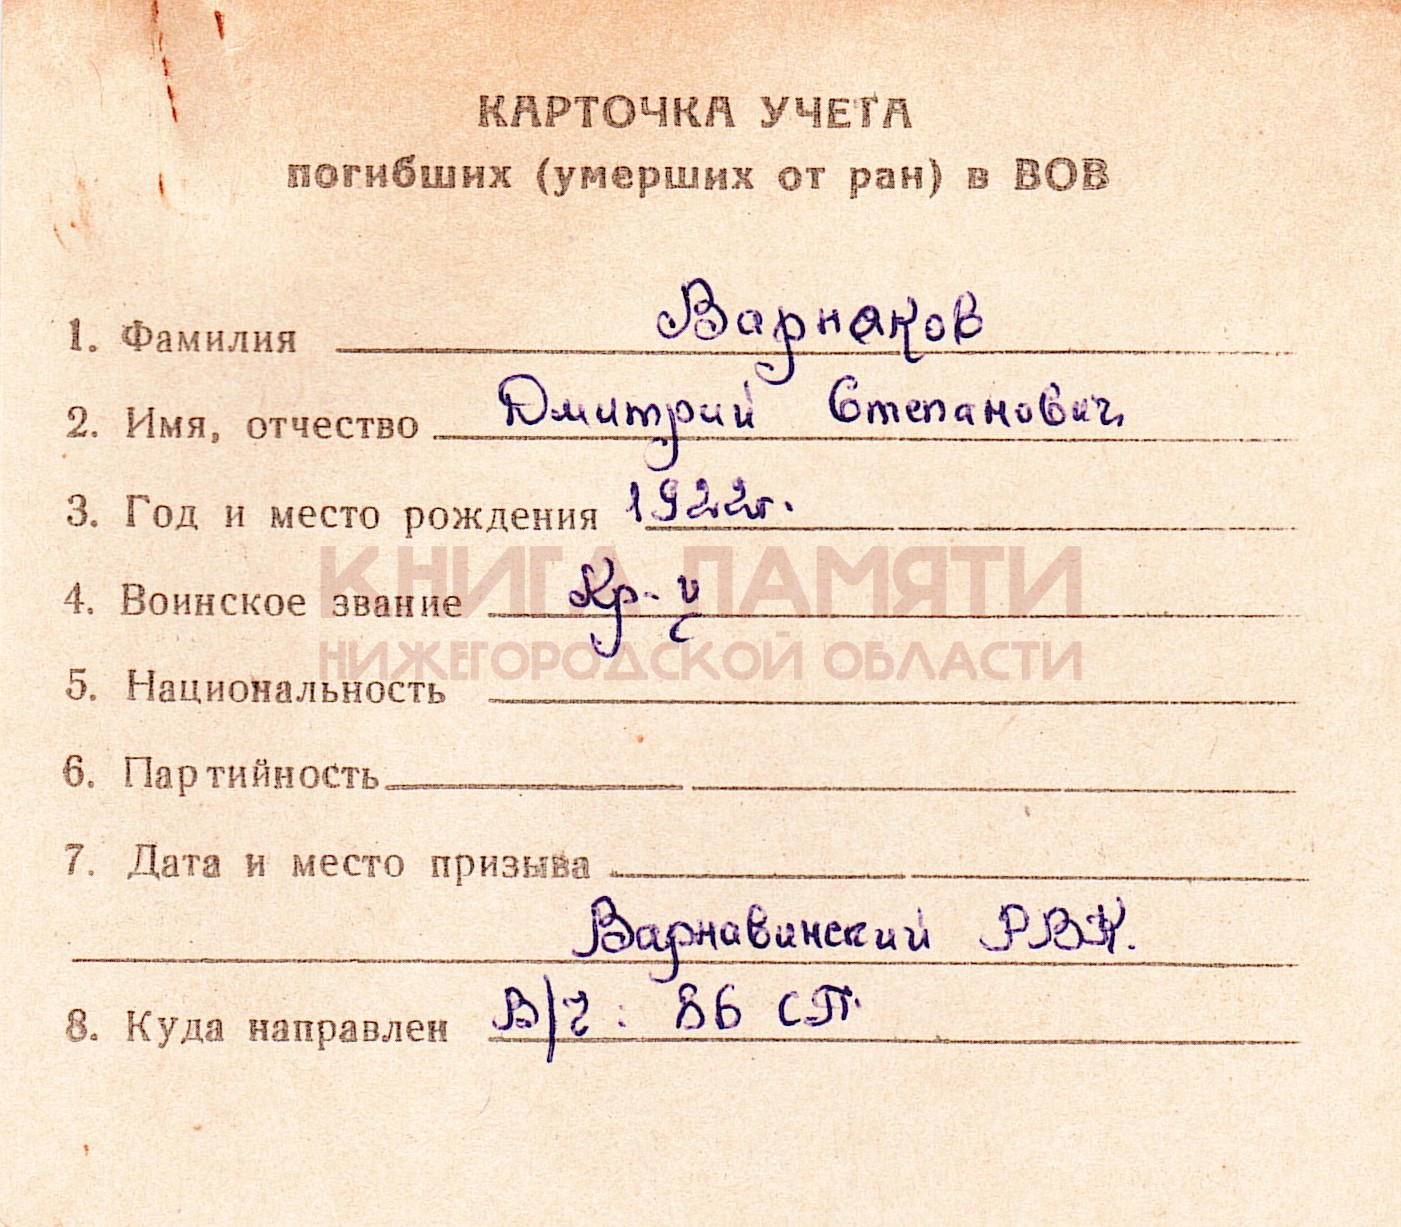 КАРТОЧКА УЧЕТА
погибших (умерших от ран) в ВОВ
1. Фамилия Варнаков
2. Имя, отчество Дмитрий Степанович
3. Год и место рождения 1922г.
КНИГА ПАМЯТИ
4. Воинское звание Кр-ц
НИЖЕГОРОДСКОЙ ОБЛАСТИ
5. Национальность
6. Партийность
7. Дата и место призыва
Варнавинский РВК.
8. Куда направлен В/ч: 86 СП.